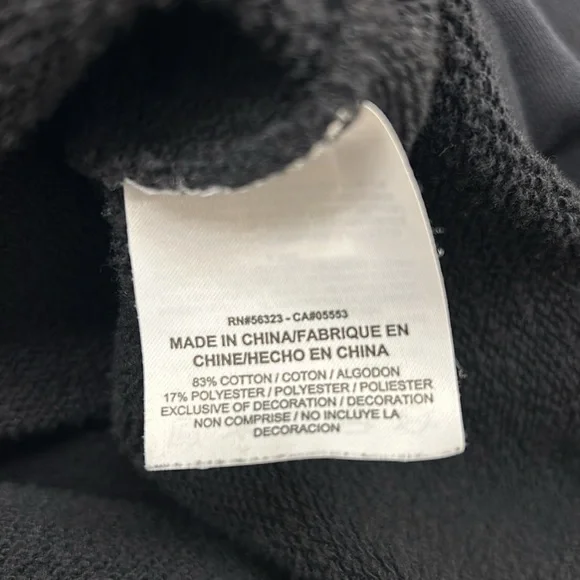 RN#56323 - CA#05553
MADE IN CHINA/FABRIQUE EN
CHINE/HECHO EN CHINA
83% COTTON / COTON / ALGODON
17% POLYESTER / POLYESTER / POLIESTER
EXCLUSIVE OF DECORATION / DECORATION
NON COMPRISE / NO INCLUYE LA
DECORACION